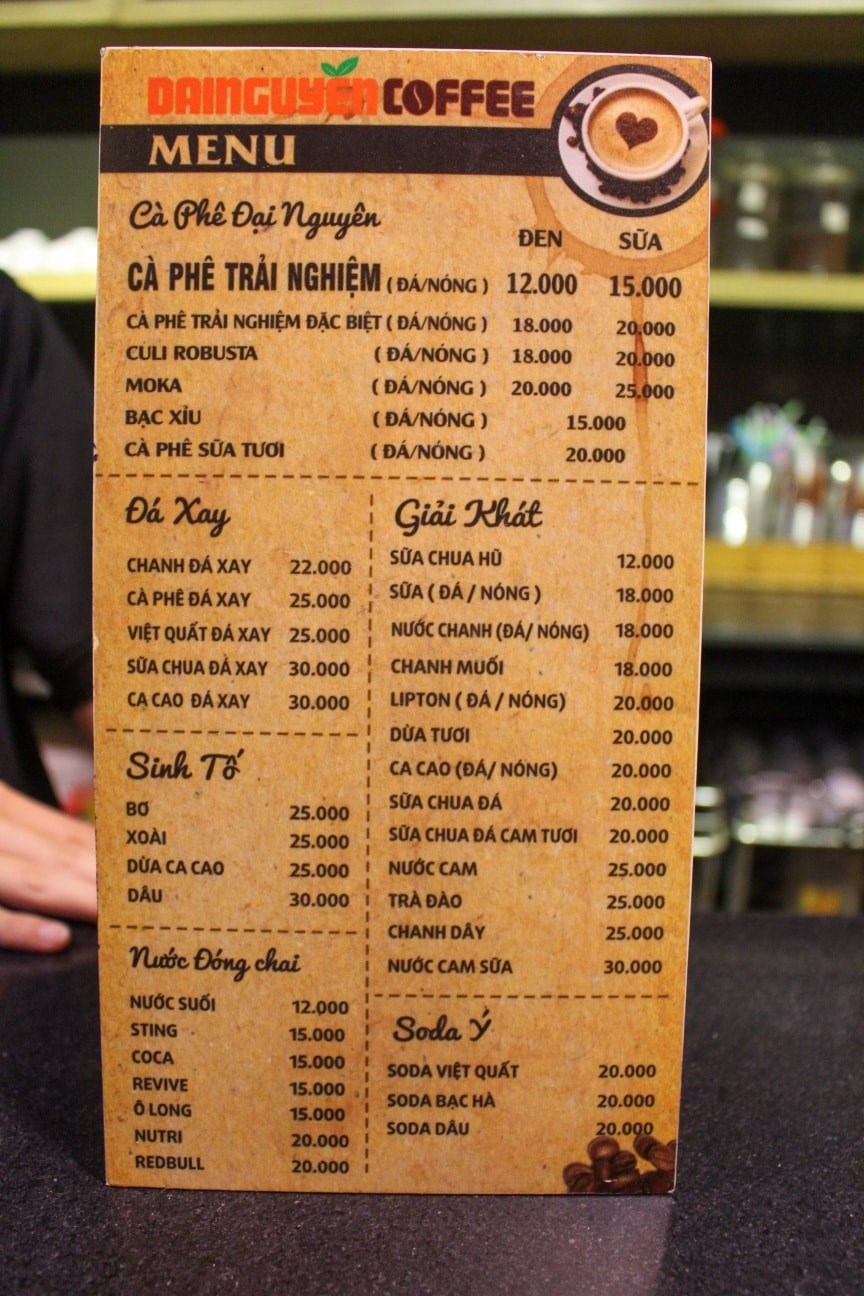 DAINGUYÊN COFFEE
MENU
Cà Phê Đại Nguyên
ĐEN SỮA
CÀ PHÊ TRẢI NGHIỆM ( ĐÁ/NÓNG ) 12.000 15.000
CÀ PHÊ TRẢI NGHIỆM ĐẶC BIỆT ( ĐÁ/NÓNG ) 18.000 20.000
CULI ROBUSTA ( ĐÁ/NÓNG ) 18.000 20.000
MOKA ( ĐÁ/NÓNG ) 20.000 25.000
BẠC XỈU ( ĐÁ/NÓNG ) 15.000
CÀ PHÊ SỮA TƯƠI ( ĐÁ/NÓNG ) 20.000
Đá Xay
CHANH ĐÁ XAY 22.000
CÀ PHÊ ĐÁ XAY 25.000
VIỆT QUẤT ĐÁ XAY 25.000
SỮA CHUA ĐÁ XAY 30.000
CA CAO ĐÁ XAY 30.000
Sinh Tố
BƠ 25.000
XOÀI 25.000
DỪA CA CAO 25.000
DÂU 30.000
Nước Đóng chai
NƯỚC SUỐI 12.000
STING 15.000
COCA 15.000
REVIVE 15.000
Ô LONG 15.000
NUTRI 20.000
REDBULL 20.000
Giải Khát
SỮA CHUA HŨ 12.000
SỮA ( ĐÁ / NÓNG ) 18.000
NƯỚC CHANH (ĐÁ/ NÓNG) 18.000
CHANH MUỐI 18.000
LIPTON ( ĐÁ / NÓNG) 20.000
DỪA TƯƠI 20.000
CA CAO (ĐÁ/ NÓNG) 20.000
SỮA CHUA ĐÁ 20.000
SỮA CHUA ĐÁ CAM TƯƠI 20.000
NƯỚC CAM 25.000
TRÀ ĐÀO 25.000
CHANH DÂY 25.000
NƯỚC CAM SỮA 30.000
Soda Ý
SODA VIỆT QUẤT 20.000
SODA BẠC HÀ 20.000
SODA DÂU 20.000